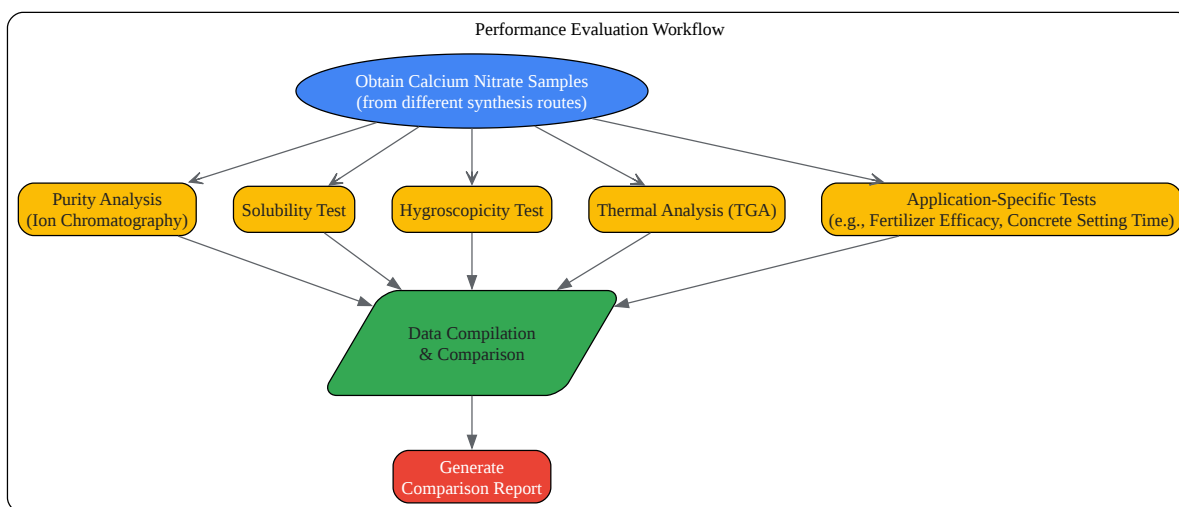 Performance Evaluation Workflow
Obtain Calcium Nitrate Samples
(from different synthesis routes)
Purity Analysis
(Ion Chromatography)
Solubility Test
Hygroscopicity Test
Thermal Analysis (TGA)
Application-Specific Tests
(e.g., Fertilizer Efficacy, Concrete Setting Time)
Data Compilation
& Comparison
Generate
Comparison Report